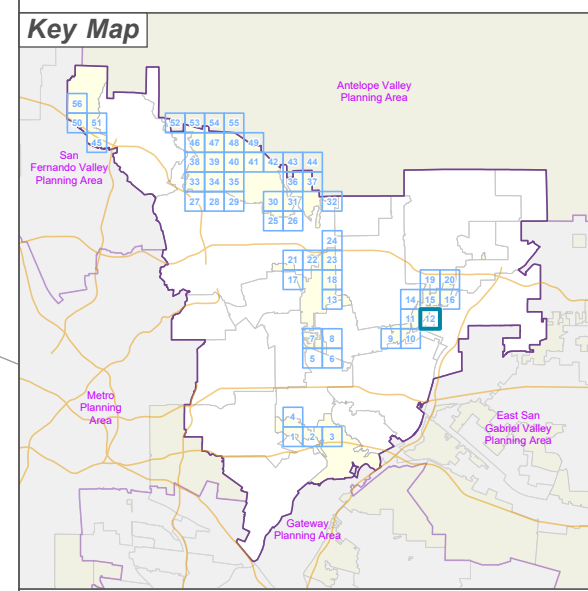 Key Map
Antelope Valley
Planning Area
56
50 51
45
52 53 54 55
46 47 48 49
38 39 40 41 42 43 44
33 34 35 36 37
27 28 29 30 31 32
25 26
San
Fernando Valley
Planning Area
24
21 22 23
17 18
13
19 20
14 15 16
11 12
9 10
7 8
5 6
4
1 2 3
Metro
Planning
Area
East San
Gabriel Valley
Planning Area
Gateway
Planning Area